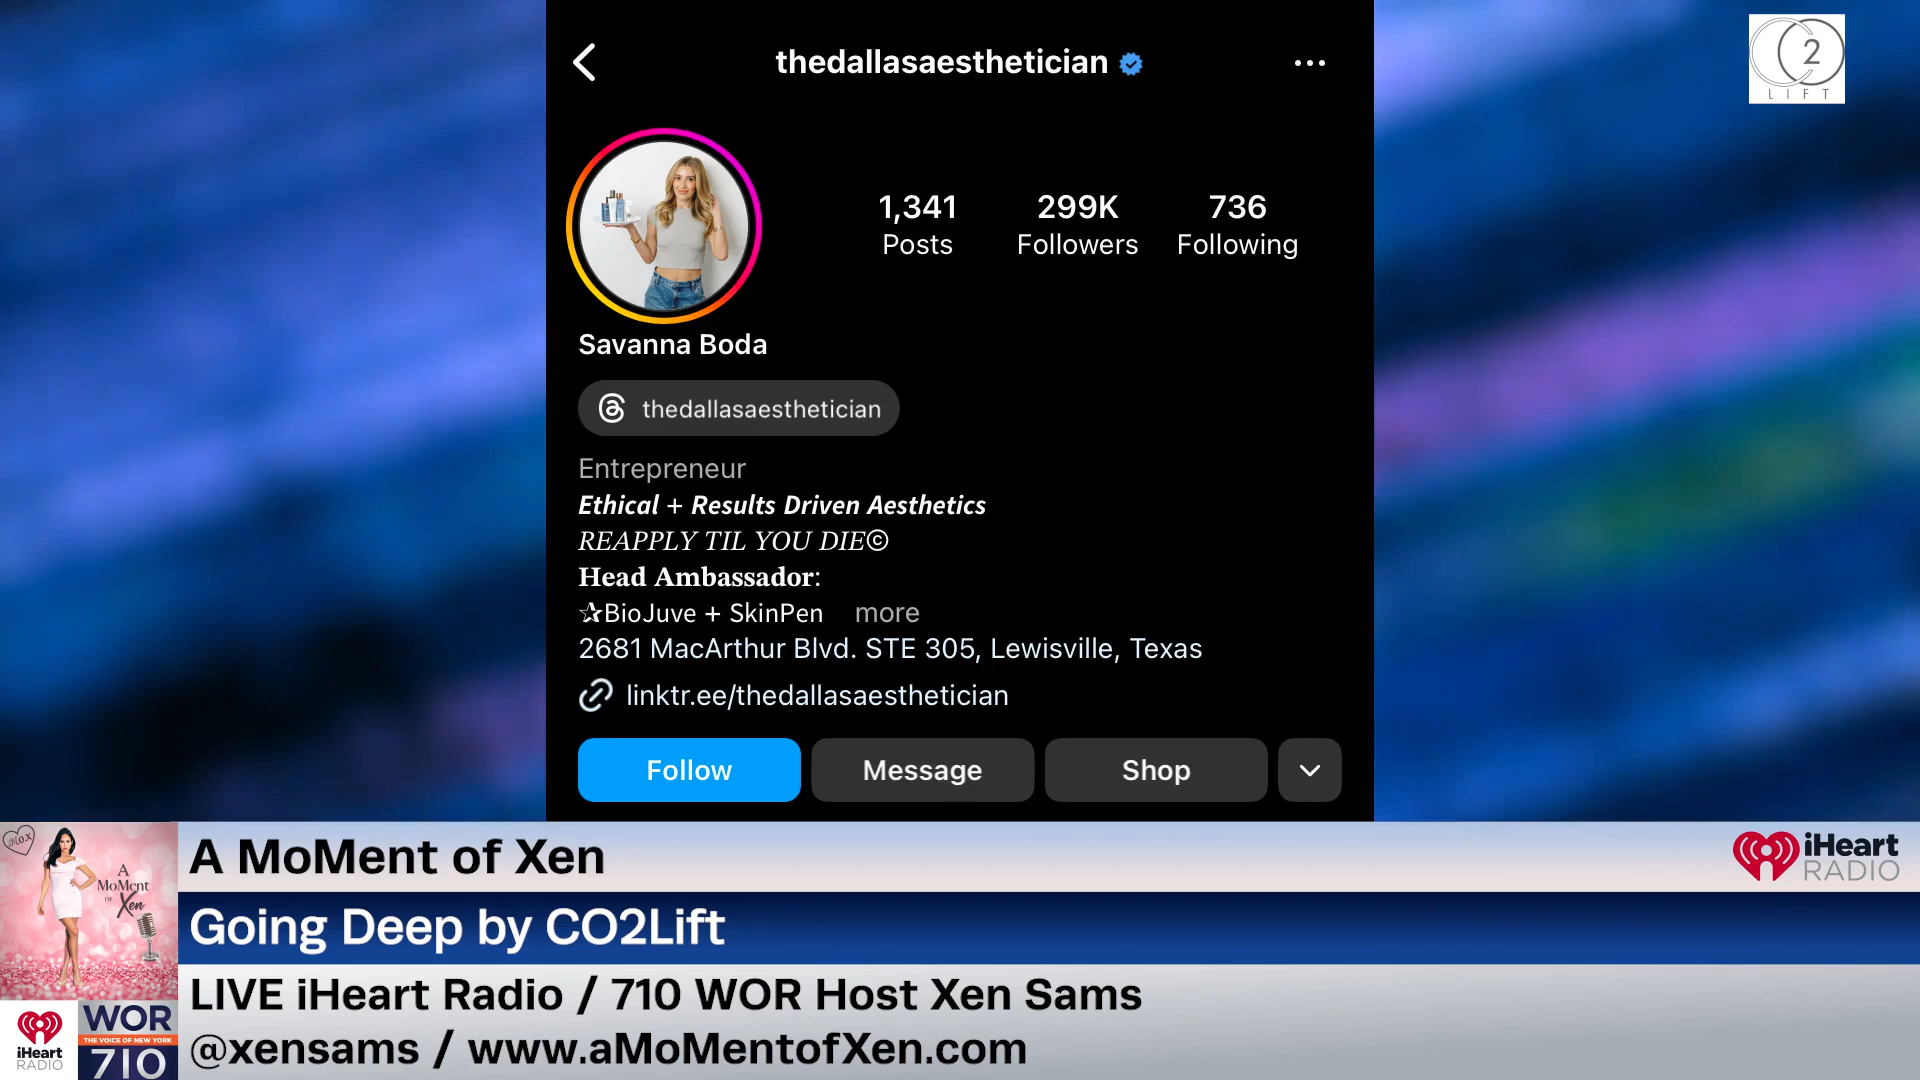 thedallasaesthetician
CO2
LIFT
1,341
Posts
299K
Followers
736
Following
Savanna Boda
thedallasaesthetician
Entrepreneur
Ethical + Results Driven Aesthetics
REAPPLY TIL YOU DIE©
Head Ambassador:
☆BioJuve + SkinPen more
2681 MacArthur Blvd. STE 305, Lewisville, Texas
linktr.ee/thedallasaesthetician
Follow
Message
Shop
M.O.X
A
MoMent
OF Xen
A MoMent of Xen
iHeart
RADIO
Going Deep by CO2Lift
LIVE iHeart Radio / 710 WOR Host Xen Sams
@xensams / www.aMoMentofXen.com
iHeart
RADIO
WOR
THE VOICE OF NEW YORK
710